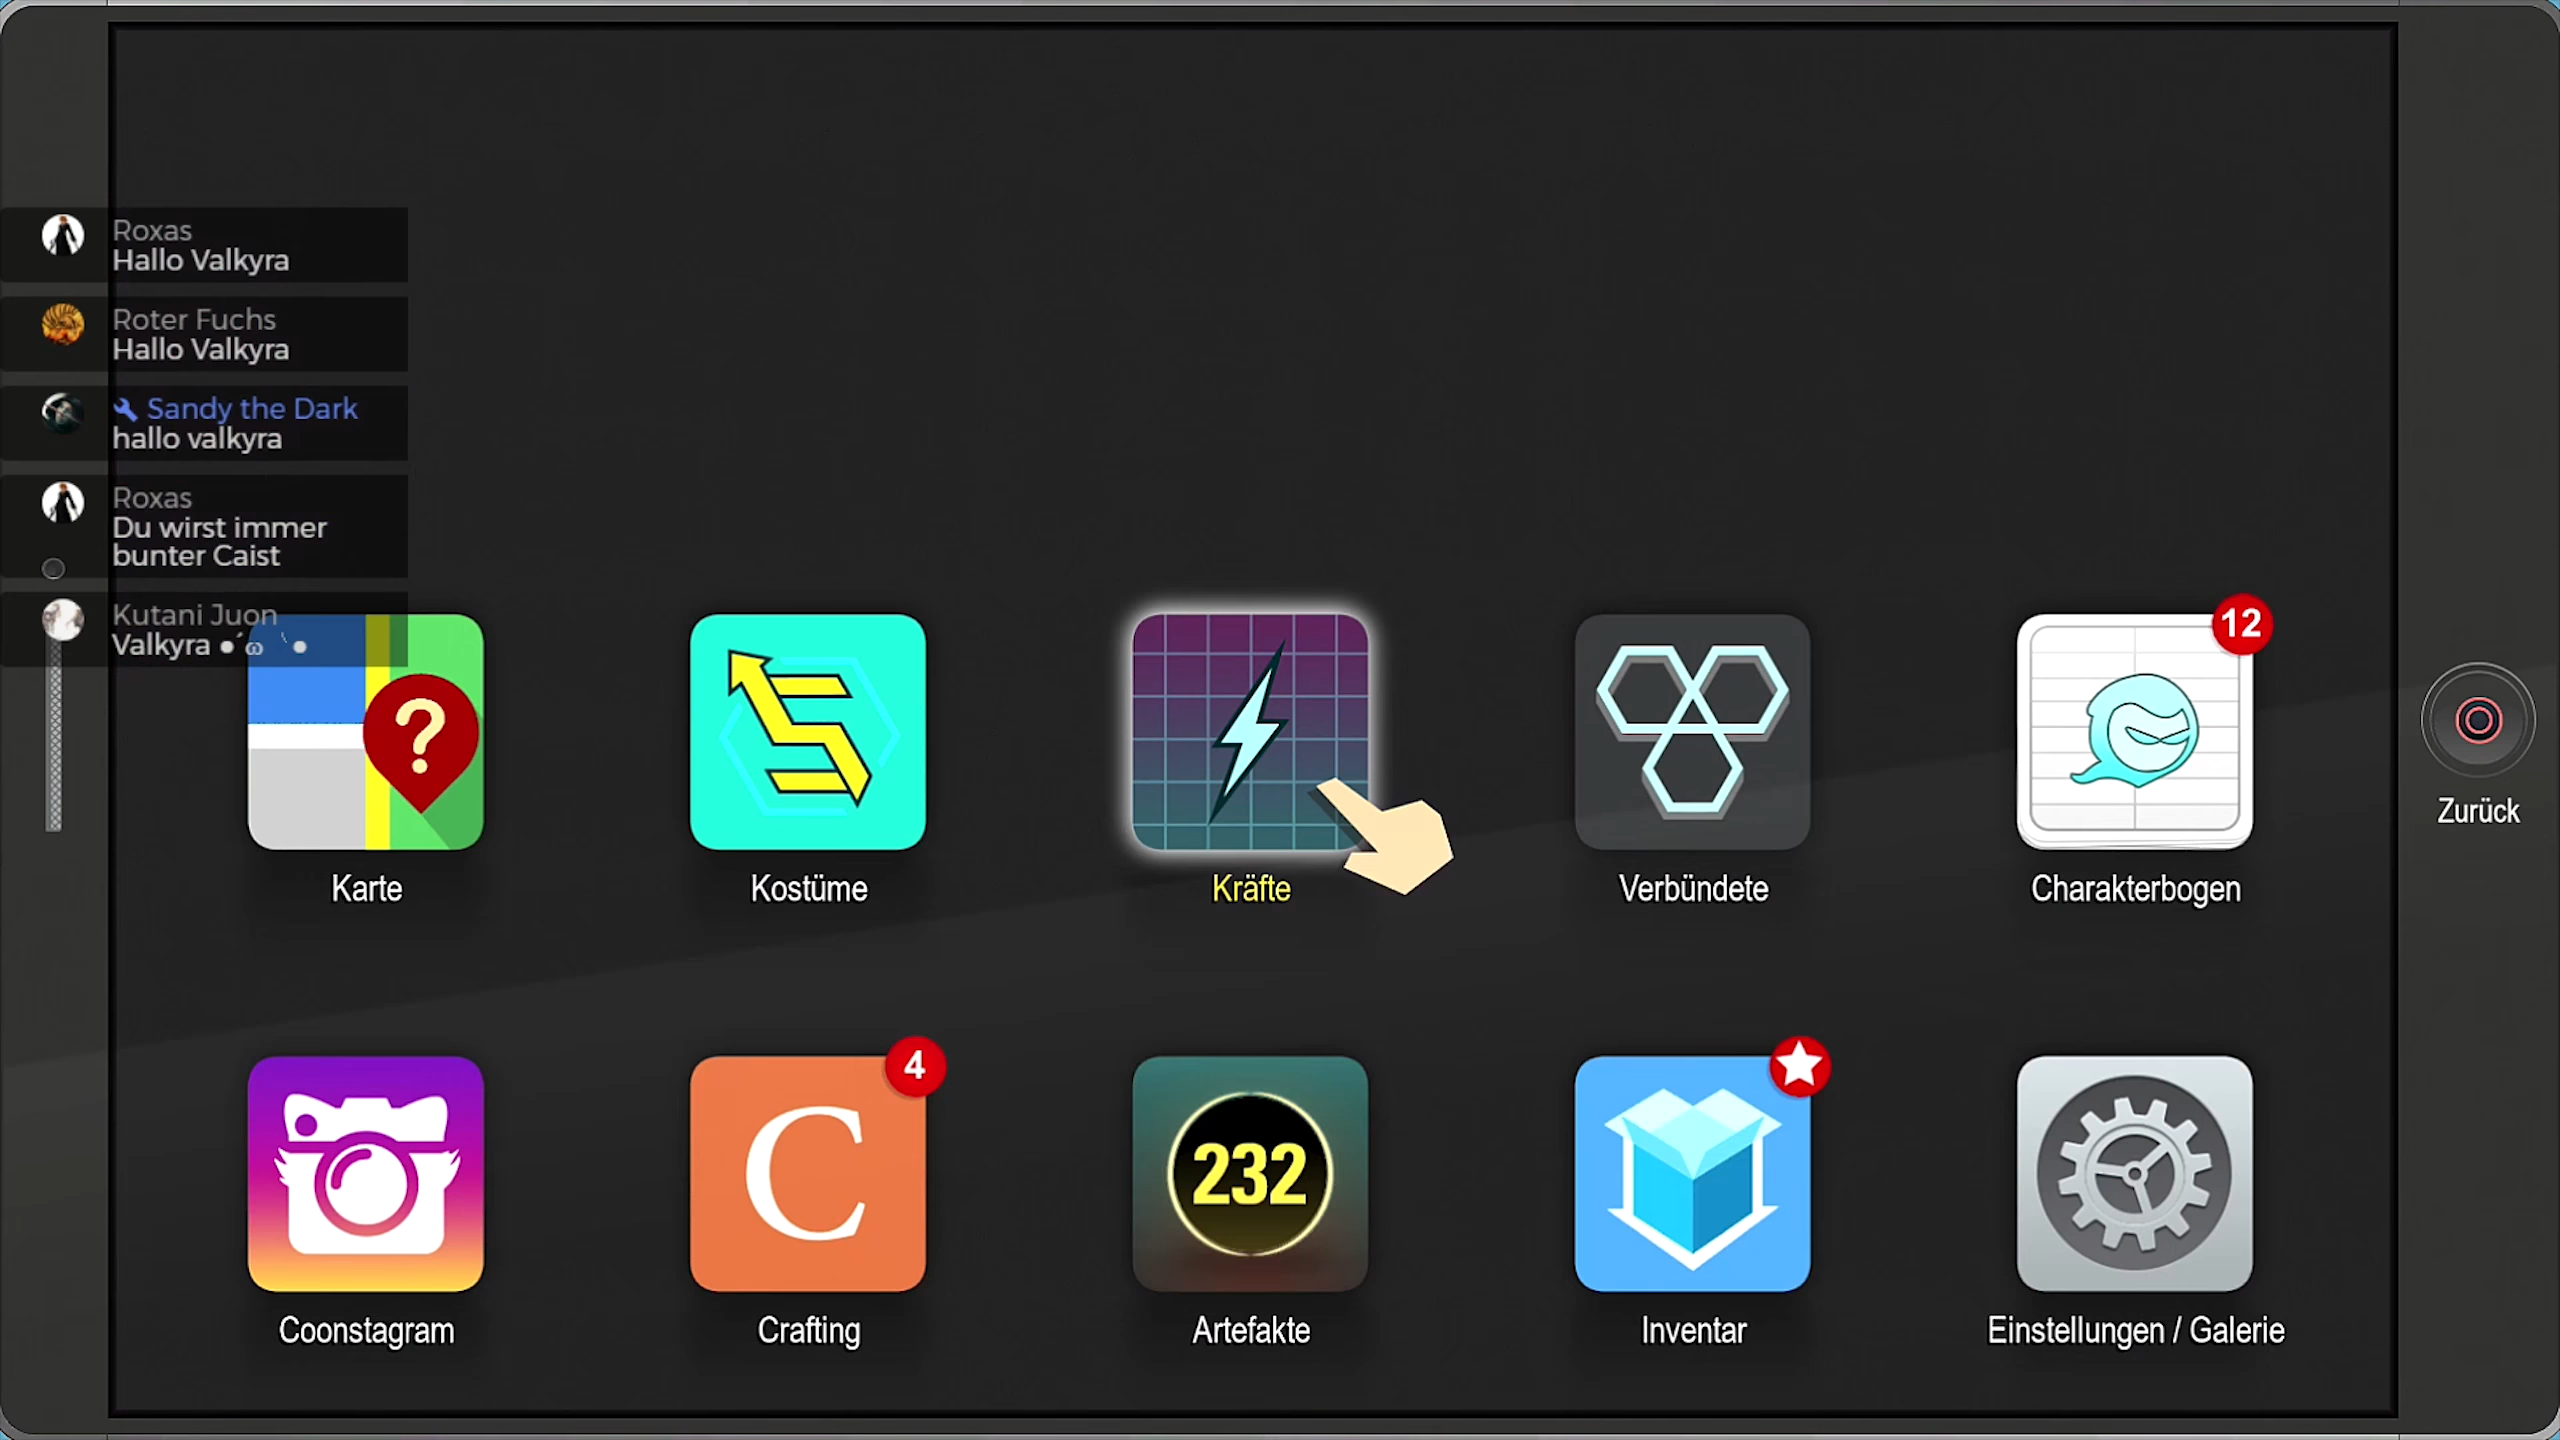 Roxas
Hallo Valkyra
Roter Fuchs
Hallo Valkyra
Sandy the Dark
hallo valkyra
Roxas
Du wirst immer
bunter Caist
Kutani Juon
Valkyra ●´ω`●
?
12
Karte
Kostüme
Kräfte
Verbündete
Charakterbogen
Zurück
4
C
232
Coonstagram
Crafting
Artefakte
Inventar
Einstellungen / Galerie